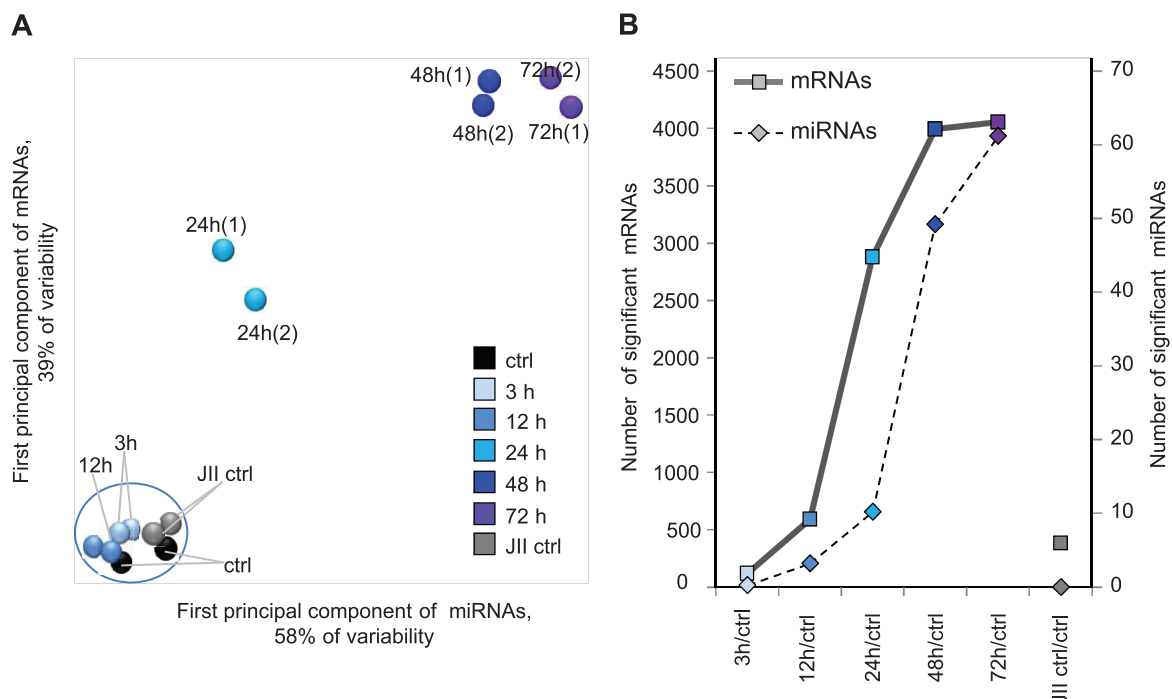 A
48h(1)
72h(2)
48h(2)
72h(1)
24h(1)
24h(2)
3h
12h
JII ctrl
ctrl
ctrl
3 h
12 h
24 h
48 h
72 h
JII ctrl
First principal component of mRNAs,
39% of variability
First principal component of miRNAs,
58% of variability
B
mRNAs
miRNAs
4500
4000
3500
3000
2500
2000
1500
1000
500
0
Number of significant mRNAs
70
60
50
40
30
20
10
0
Number of significant miRNAs
3h/ctrl
12h/ctrl
24h/ctrl
48h/ctrl
72h/ctrl
JII ctrl/ctrl